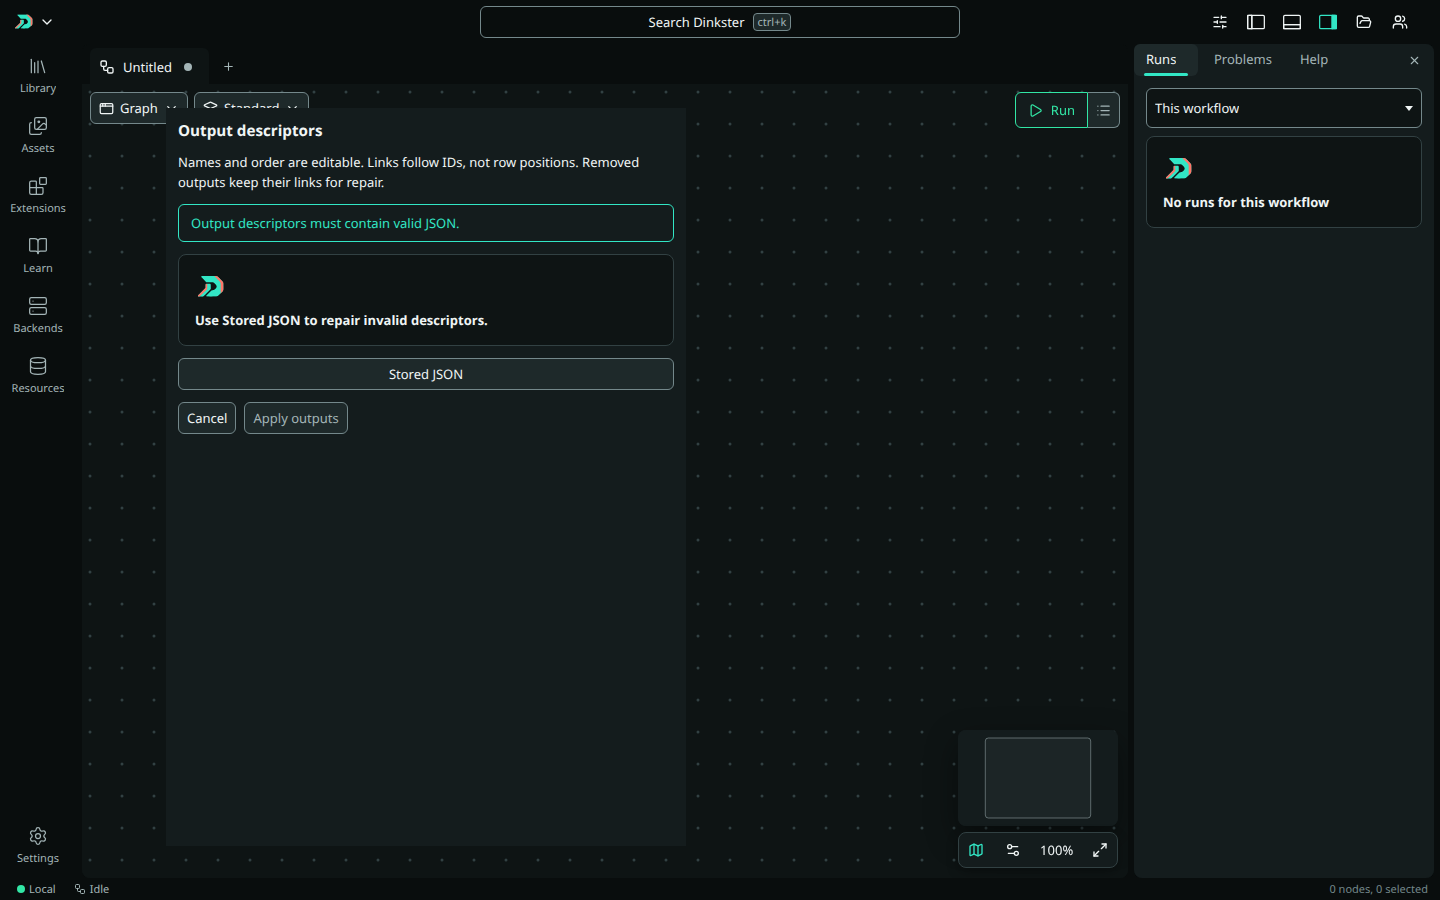 Search Dinkster ctrl+k
Library
Assets
Extensions
Learn
Backends
Resources
Settings
Untitled
Graph
Standard
Run
Output descriptors
Names and order are editable. Links follow IDs, not row positions. Removed
outputs keep their links for repair.
Output descriptors must contain valid JSON.
Use Stored JSON to repair invalid descriptors.
Stored JSON
Cancel
Apply outputs
100%
Runs
Problems
Help
This workflow
No runs for this workflow
Local
Idle
0 nodes, 0 selected